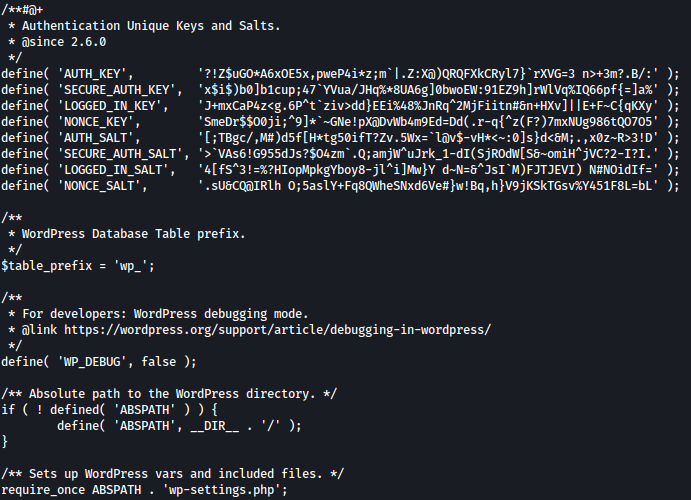 /**#@+
 * Authentication Unique Keys and Salts.
 * @since 2.6.0
 */
define( 'AUTH_KEY',         '?!Z$uGO*A6xOE5x,pweP4i*z;m`|.Z:X@)QRQFXkCRyl7}`rXVG=3 n>+3m?.B/:' );
define( 'SECURE_AUTH_KEY',  'x$i$)b0]b1cup;47`YVua/JHq%*8UA6g]0bwoEW:91EZ9h]rWlVq%IQ66pf{=]a%' );
define( 'LOGGED_IN_KEY',    'J+mxCaP4z<g.6P^t`ziv>dd}EEi%48%JnRq^2MjFiitn#&n+HXv]||E+F~C{qKXy' );
define( 'NONCE_KEY',        'SmeDr$$O0ji;^9]*`~GNe!pX@DvWb4m9Ed=Dd(.r-q{^z(F?)7mxNUg986tQO7O5' );
define( 'AUTH_SALT',        '[;TBgc/,M#)d5f[H*tg50ifT?Zv.5Wx=`l@v$-vH*<~:0]s}d<&M;.,x0z~R>3!D' );
define( 'SECURE_AUTH_SALT', '>`VAs6!G955dJs?$O4zm`.Q;amjW^uJrk_1-dI(SjROdW[S&~omiH^jVC?2-I?I.' );
define( 'LOGGED_IN_SALT',   '4[fS^3!=%?HIopMpkgYboy8-jl^i]Mw}Y d~N=&^JsI`M)FJTJEVI) N#NOidIf=' );
define( 'NONCE_SALT',       '.sU&CQ@IRlh O;5aslY+Fq8QWheSNxd6Ve#}w!Bq,h}V9jKSkTGsv%Y451F8L=bL' );
/**
 * WordPress Database Table prefix.
 */
$table_prefix = 'wp_';
/**
 * For developers: WordPress debugging mode.
 * @link https://wordpress.org/support/article/debugging-in-wordpress/
 */
define( 'WP_DEBUG', false );
/** Absolute path to the WordPress directory. */
if ( ! defined( 'ABSPATH' ) ) {
        define( 'ABSPATH', __DIR__ . '/' );
}
/** Sets up WordPress vars and included files. */
require_once ABSPATH . 'wp-settings.php';